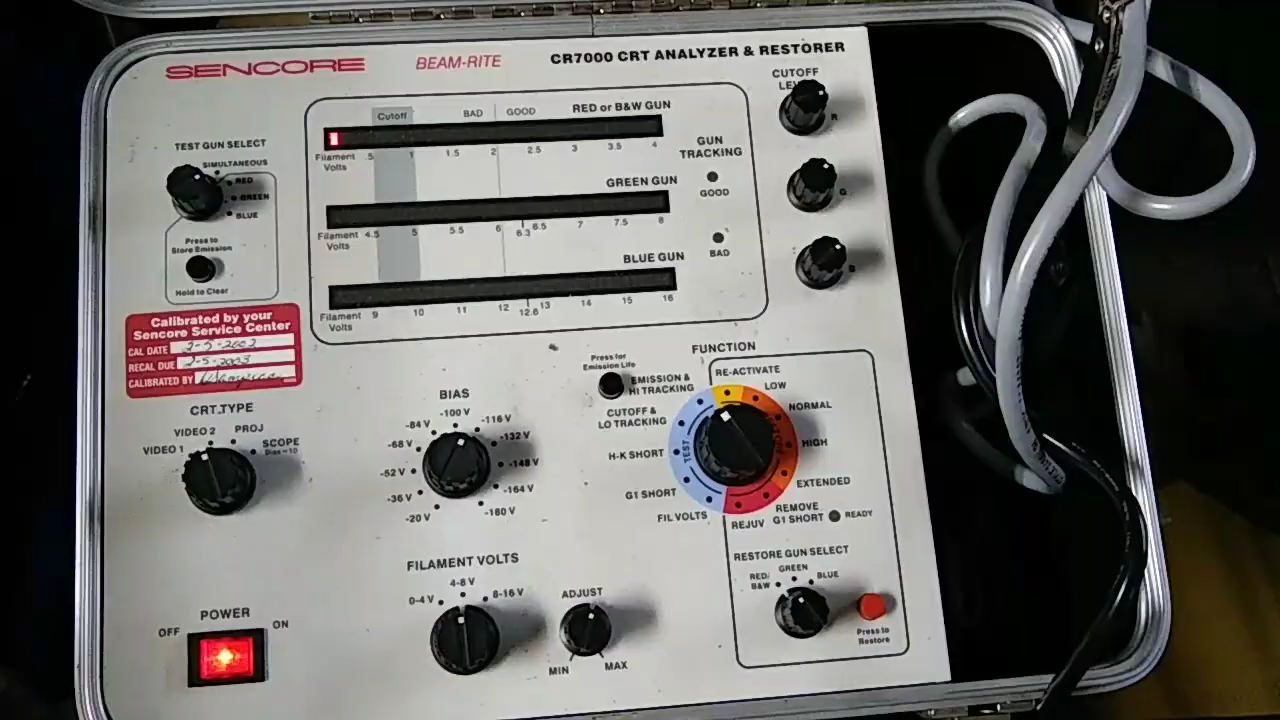 SENCORE
BEAM-RITE
CR7000 CRT ANALYZER & RESTORER
TEST GUN SELECT
SIMULTANEOUS
RED
GREEN
BLUE
Press to
Store Emission
Hold to Clear
Cutoff
BAD
GOOD
RED or B&W GUN
Filament
Volts
.5 1 1.5 2 2.5 3 3.5 4
GREEN GUN
Filament
Volts
4.5 5 5.5 6 6.3 6.5 7 7.5 8
BLUE GUN
Filament
Volts
9 10 11 12 12.6 13 14 15 16
GUN
TRACKING
GOOD
BAD
CUTOFF
R
G
B
Calibrated by your
Sencore Service Center
CAL DATE 2-5-2002
RECAL DUE 2-5-2003
CALIBRATED BY
CRT TYPE
VIDEO 1
VIDEO 2
PROJ
SCOPE
Bias=10
BIAS
-20 V
-36 V
-52 V
-68 V
-84 V
-100 V
-116 V
-132 V
-148 V
-164 V
-180 V
FUNCTION
Press for
Emission Life
EMISSION &
HI TRACKING
CUTOFF &
LO TRACKING
H-K SHORT
G1 SHORT
FIL VOLTS
TEST
RE-ACTIVATE
LOW
NORMAL
HIGH
EXTENDED
REMOVE
G1 SHORT
READY
REJUV
RESTORE GUN SELECT
RED/
B&W
GREEN
BLUE
Press to
Restore
FILAMENT VOLTS
0-4 V
4-8 V
8-16 V
ADJUST
MIN
MAX
POWER
OFF
ON